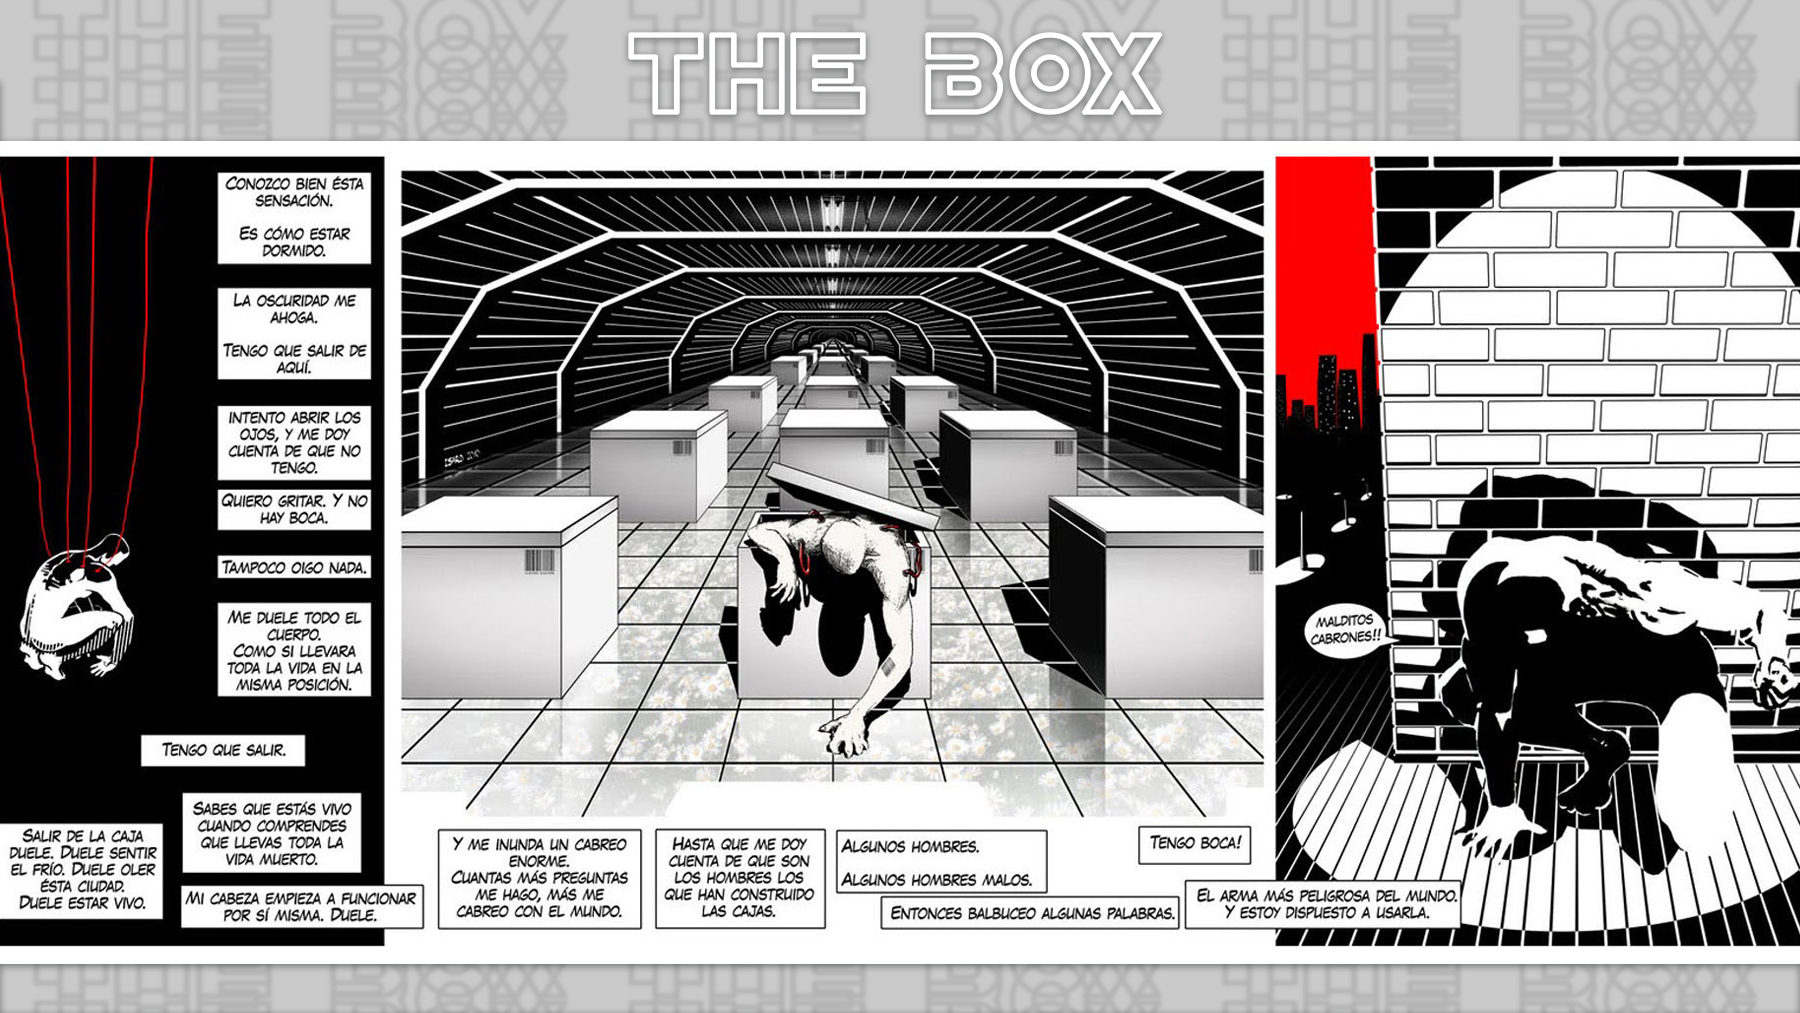 THE BOX
CONOZCO BIEN ÉSTA
SENSACIÓN.
ES CÓMO ESTAR
DORMIDO.
LA OSCURIDAD ME
AHOGA.
TENGO QUE SALIR DE
AQUÍ.
INTENTO ABRIR LOS
OJOS, Y ME DOY
CUENTA DE QUE NO
TENGO.
QUIERO GRITAR. Y NO
HAY BOCA.
TAMPOCO OIGO NADA.
ME DUELE TODO EL
CUERPO.
COMO SI LLEVARA
TODA LA VIDA EN LA
MISMA POSICIÓN.
TENGO QUE SALIR.
SABES QUE ESTÁS VIVO
CUANDO COMPRENDES
QUE LLEVAS TODA LA
VIDA MUERTO.
SALIR DE LA CAJA
DUELE. DUELE SENTIR
EL FRÍO. DUELE OLER
ÉSTA CIUDAD.
DUELE ESTAR VIVO.
MI CABEZA EMPIEZA A FUNCIONAR
POR SÍ MISMA. DUELE.
Y ME INUNDA UN CABREO
ENORME.
CUANTAS MÁS PREGUNTAS
ME HAGO, MÁS ME
CABREO CON EL MUNDO.
HASTA QUE ME DOY
CUENTA DE QUE SON
LOS HOMBRES LOS
QUE HAN CONSTRUIDO
LAS CAJAS.
ALGUNOS HOMBRES.
ALGUNOS HOMBRES MALOS.
ENTONCES BALBUCEO ALGUNAS PALABRAS.
TENGO BOCA!
EL ARMA MÁS PELIGROSA DEL MUNDO.
Y ESTOY DISPUESTO A USARLA.
MALDITOS
CABRONES!!